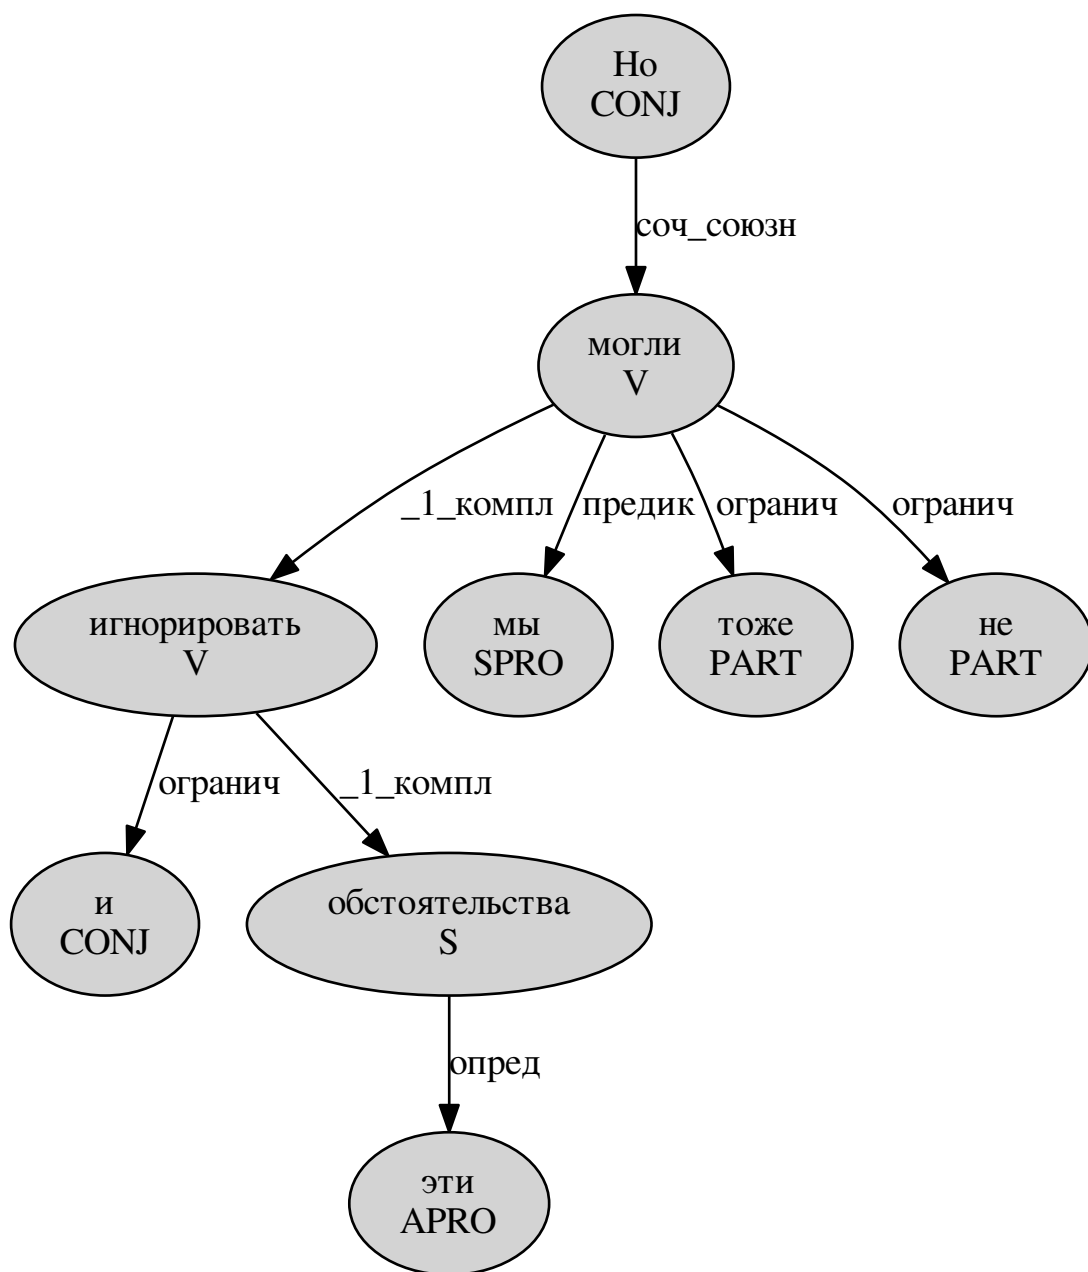 Но
CONJ
соч_союзн
могли
V
_1_компл
предик
огранич
огранич
игнорировать
V
мы
SPRO
тоже
PART
не
PART
огранич
_1_компл
и
CONJ
обстоятельства
S
опред
эти
APRO